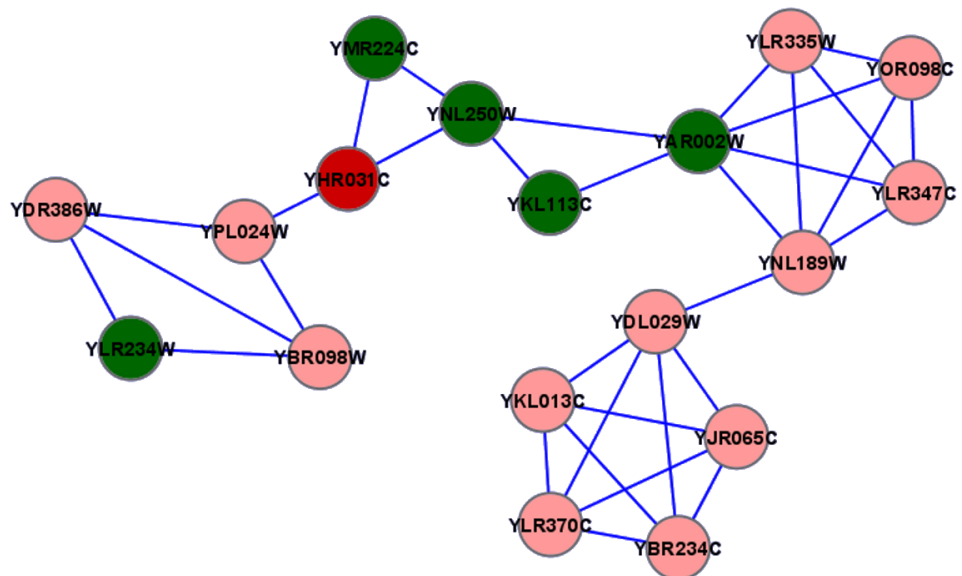 YMR224C
YLR335W
YOR098C
YNL250W
YAR002W
YHR031C
YKL113C
YLR347C
YDR386W
YPL024W
YNL189W
YDL029W
YLR234W
YBR098W
YKL013C
YJR065C
YLR370C
YBR234C